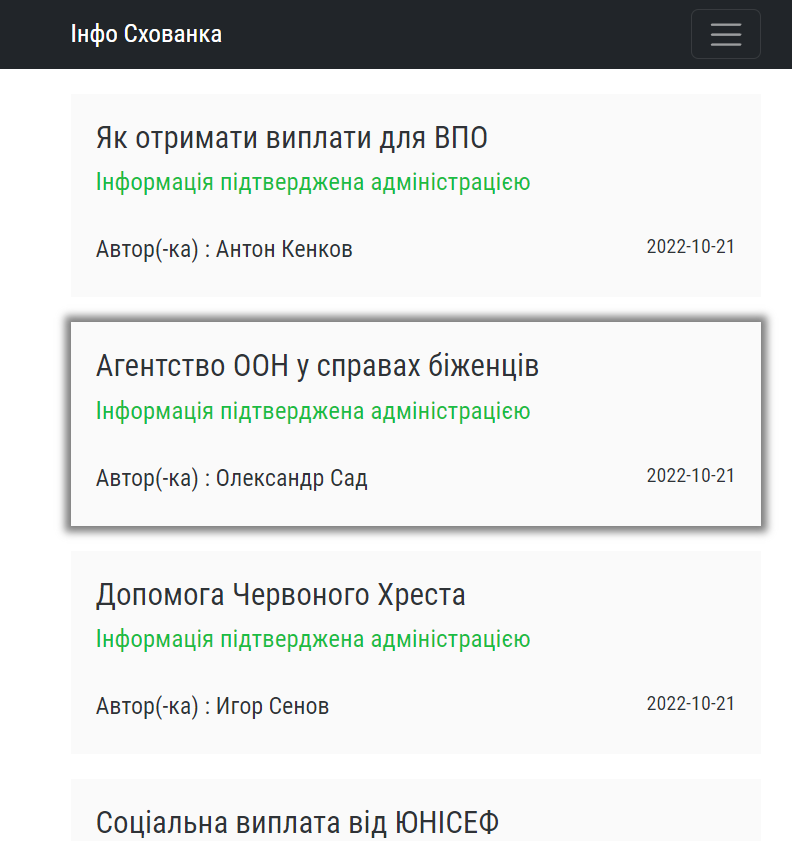 Інфо Схованка
Як отримати виплати для ВПО
Інформація підтверджена адміністрацією
Автор(-ка) : Антон Кенков
2022-10-21
Агентство ООН у справах біженців
Інформація підтверджена адміністрацією
Автор(-ка) : Олександр Сад
2022-10-21
Допомога Червоного Хреста
Інформація підтверджена адміністрацією
Автор(-ка) : Игор Сенов
2022-10-21
Соціальна виплата від ЮНІСЕФ